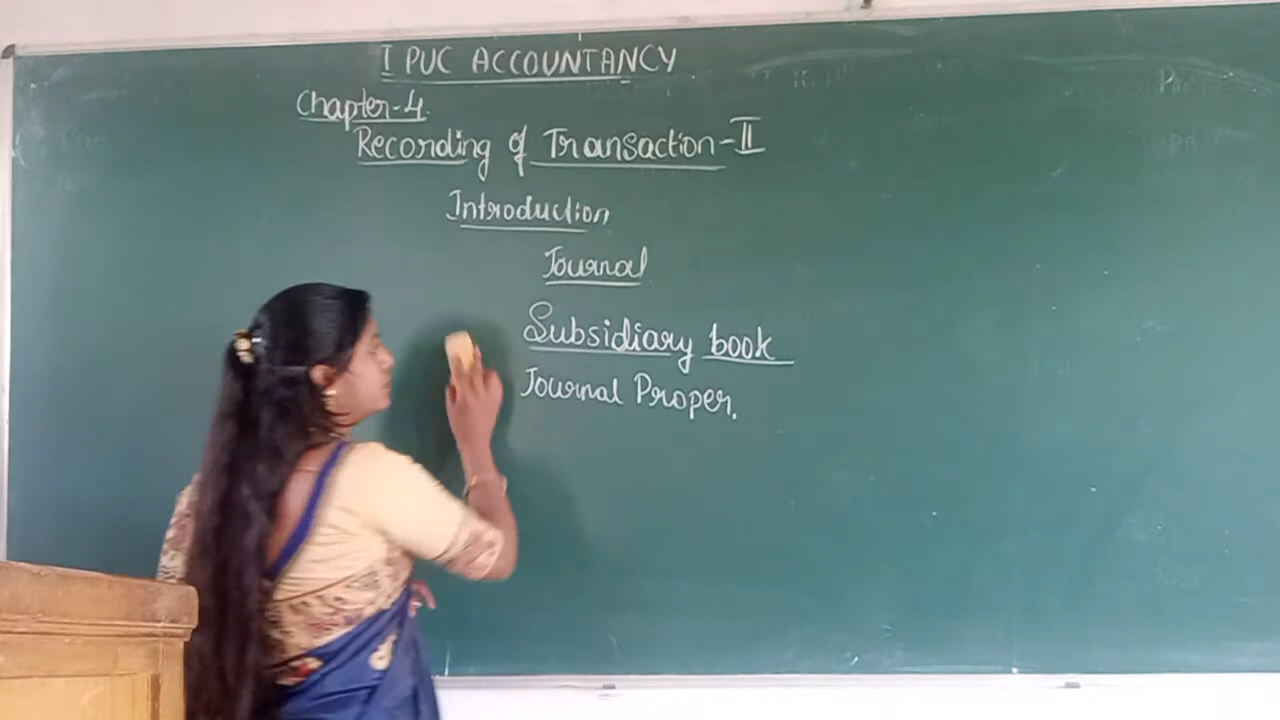 I PUC ACCOUNTANCY
Chapter-4.
Recording of Transaction-II
Introduction
Journal
Subsidiary book
Journal Proper.